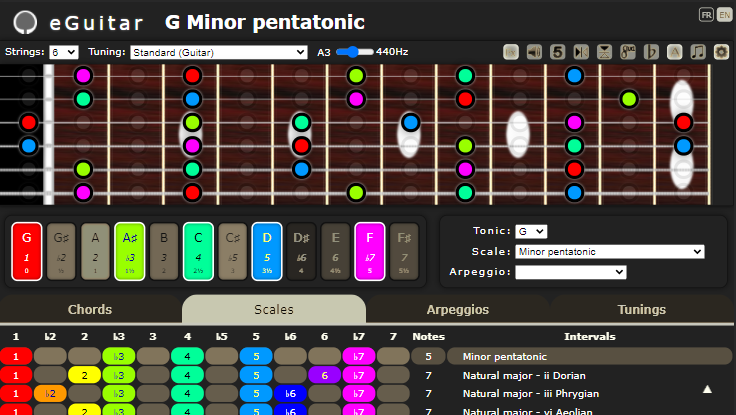 eGuitar G Minor pentatonic FR EN
Strings: 6 Tuning: Standard (Guitar) A3 440Hz 5 ♭ A
G G♯ A A♯ B C C♯ D D♯ E F F♯
1 ♭2 2 ♭3 3 4 ♭5 5 ♭6 6 ♭7 7
0 ½ 1 1½ 2 2½ 3 3½ 4 4½ 5 5½
Tonic: G
Scale: Minor pentatonic
Arpeggio:
Chords Scales Arpeggios Tunings
1 ♭2 2 ♭3 3 4 ♭5 5 ♭6 6 ♭7 7 Notes Intervals
1 ♭3 4 5 ♭7 5 Minor pentatonic
1 2 ♭3 4 5 6 ♭7 7 Natural major - ii Dorian
1 ♭2 ♭3 4 5 ♭6 ♭7 7 Natural major - iii Phrygian
1 2 ♭3 4 5 ♭6 ♭7 7 Natural major - vi Aeolian